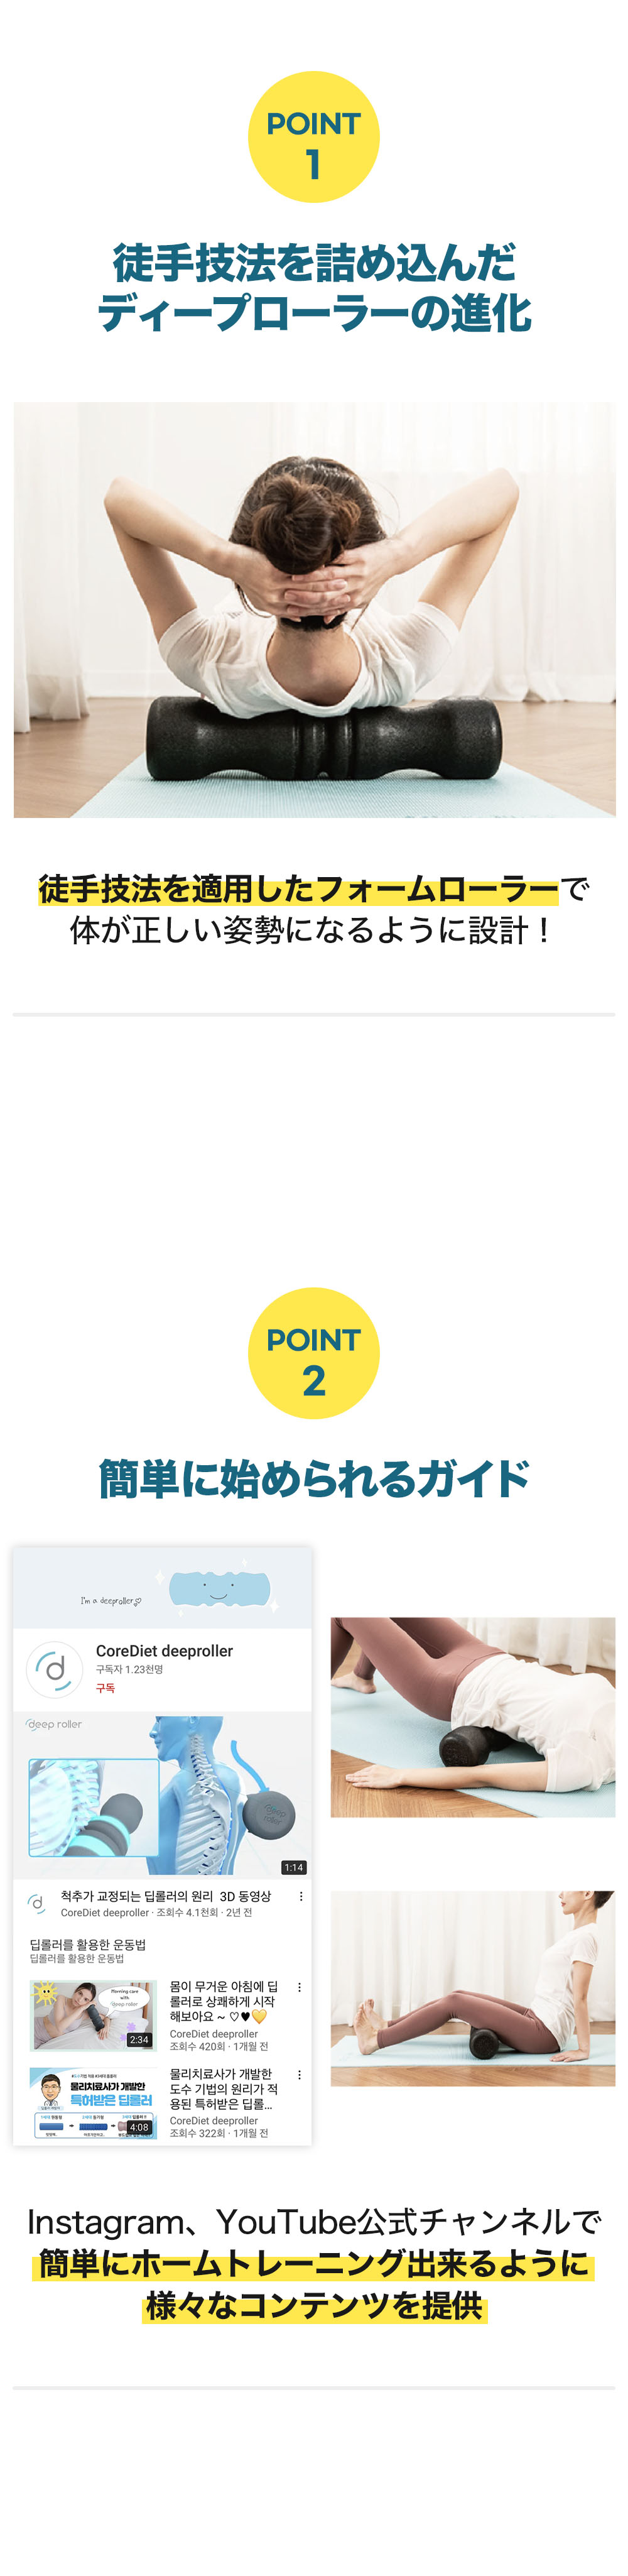 POINT
1
徒手技法を詰め込んだ
ディープローラーの進化
徒手技法を適用したフォームローラーで
体が正しい姿勢になるように設計！
POINT
2
簡単に始められるガイド
I'm a deeproller♡
CoreDiet deeproller
구독자 1.23천명
구독
deep roller
deep
roller
1:14
척추가 교정되는 딥롤러의 원리 3D 동영상
CoreDiet deeproller · 조회수 4.1천회 · 2년 전
딥롤러를 활용한 운동법
딥롤러를 활용한 운동법
Morning care
with
deep roller
2:34
몸이 무거운 아침에 딥
롤러로 상쾌하게 시작
해보아요 ~ ♡♥💛
CoreDiet deeproller
조회수 420회 · 1개월 전
물리치료사가 개발한
특허받은 딥롤러
4:08
물리치료사가 개발한
도수 기법의 원리가 적
용된 특허받은 딥롤...
CoreDiet deeproller
조회수 322회 · 1개월 전
Instagram、YouTube公式チャンネルで
簡単にホームトレーニング出来るように
様々なコンテンツを提供